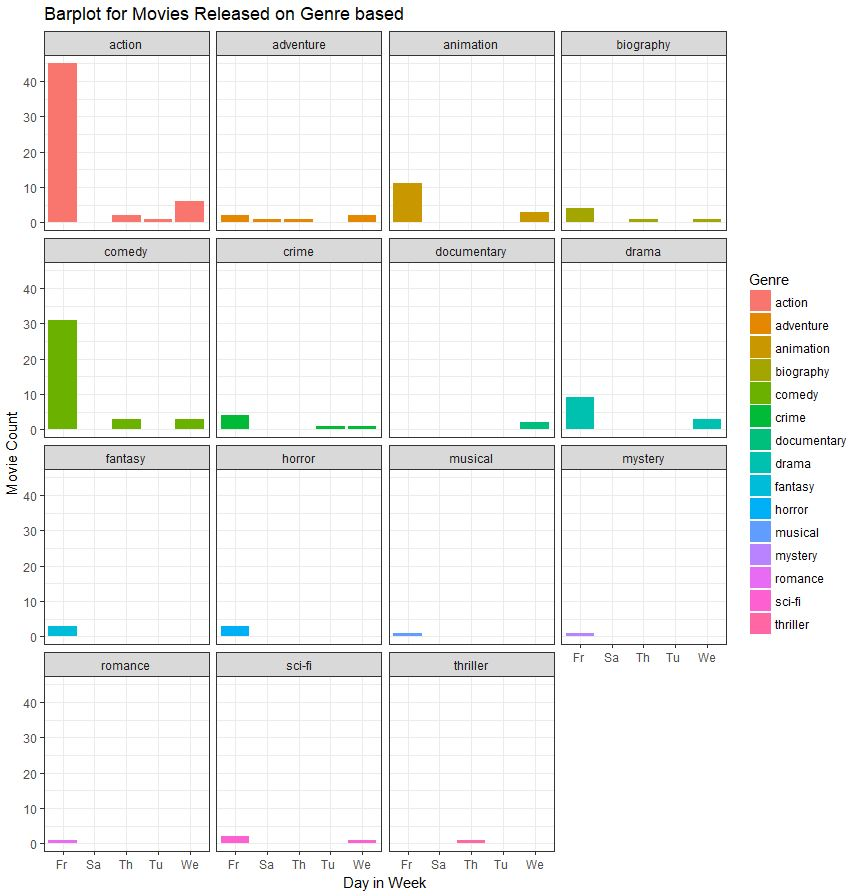 Barplot for Movies Released on Genre based
action adventure animation biography
40
30
20
10
0
comedy crime documentary drama
40
30
20
10
0
fantasy horror musical mystery
40
30
20
10
0
Fr Sa Th Tu We
romance sci-fi thriller
40
30
20
10
0
Fr Sa Th Tu We Fr Sa Th Tu We Fr Sa Th Tu We
Day in Week
Movie Count
Genre
action
adventure
animation
biography
comedy
crime
documentary
drama
fantasy
horror
musical
mystery
romance
sci-fi
thriller